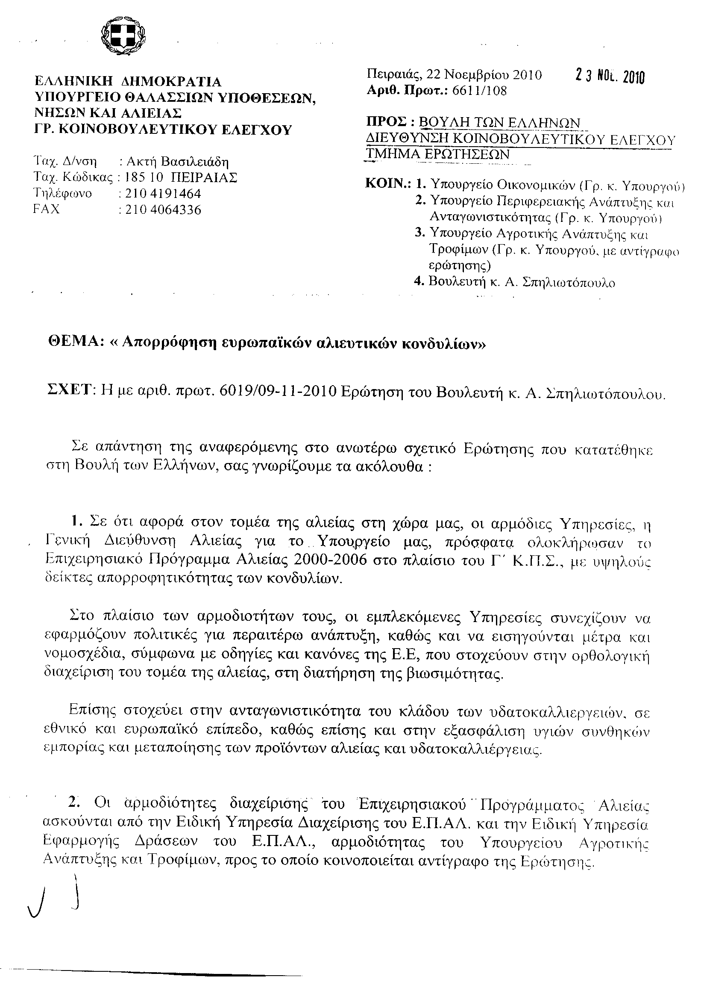 ΕΛΛΗΝΙΚΗ ΔΗΜΟΚΡΑΤΙΑ
ΥΠΟΥΡΓΕΙΟ ΘΑΛΑΣΣΙΩΝ ΥΠΟΘΕΣΕΩΝ,
ΝΗΣΩΝ ΚΑΙ ΑΛΙΕΙΑΣ
ΓΡ. ΚΟΙΝΟΒΟΥΛΕΥΤΙΚΟΥ ΕΛΕΓΧΟΥ
Ταχ. Δ/νση : Ακτή Βασιλειάδη
Ταχ. Κώδικας : 185 10 ΠΕΙΡΑΙΑΣ
Τηλέφωνο : 210 4191464
FAX : 210 4064336
Πειραιάς, 22 Νοεμβρίου 2010 23 ΝΟΕ. 2010
Αριθ. Πρωτ.: 6611/108
ΠΡΟΣ : ΒΟΥΛΗ ΤΩΝ ΕΛΛΗΝΩΝ
ΔΙΕΥΘΥΝΣΗ ΚΟΙΝΟΒΟΥΛΕΥΤΙΚΟΥ ΕΛΕΓΧΟΥ
ΤΜΗΜΑ ΕΡΩΤΗΣΕΩΝ
ΚΟΙΝ.: 1. Υπουργείο Οικονομικών (Γρ. κ. Υπουργού)
2. Υπουργείο Περιφερειακής Ανάπτυξης και
Ανταγωνιστικότητας (Γρ. κ. Υπουργού)
3. Υπουργείο Αγροτικής Ανάπτυξης και
Τροφίμων (Γρ. κ. Υπουργού, με αντίγραφο
ερώτησης)
4. Βουλευτή κ. Α. Σπηλιωτόπουλο
ΘΕΜΑ: « Απορρόφηση ευρωπαϊκών αλιευτικών κονδυλίων»
ΣΧΕΤ: Η με αριθ. πρωτ. 6019/09-11-2010 Ερώτηση του Βουλευτή κ. Α. Σπηλιωτόπουλου.
Σε απάντηση της αναφερόμενης στο ανωτέρω σχετικό Ερώτησης που κατατέθηκε
στη Βουλή των Ελλήνων, σας γνωρίζουμε τα ακόλουθα :
1. Σε ότι αφορά στον τομέα της αλιείας στη χώρα μας, οι αρμόδιες Υπηρεσίες, η
Γενική Διεύθυνση Αλιείας για το Υπουργείο μας, πρόσφατα ολοκλήρωσαν το
Επιχειρησιακό Πρόγραμμα Αλιείας 2000-2006 στο πλαίσιο του Γ΄ Κ.Π.Σ., με υψηλούς
δείκτες απορροφητικότητας των κονδυλίων.
Στο πλαίσιο των αρμοδιοτήτων τους, οι εμπλεκόμενες Υπηρεσίες συνεχίζουν να
εφαρμόζουν πολιτικές για περαιτέρω ανάπτυξη, καθώς και να εισηγούνται μέτρα και
νομοσχέδια, σύμφωνα με οδηγίες και κανόνες της Ε.Ε, που στοχεύουν στην ορθολογική
διαχείριση του τομέα της αλιείας, στη διατήρηση της βιωσιμότητας.
Επίσης στοχεύει στην ανταγωνιστικότητα του κλάδου των υδατοκαλλιεργειών, σε
εθνικό και ευρωπαϊκό επίπεδο, καθώς επίσης και στην εξασφάλιση υγιών συνθηκών
εμπορίας και μεταποίησης των προϊόντων αλιείας και υδατοκαλλιέργειας.
2. Οι αρμοδιότητες διαχείρισης του Επιχειρησιακού Προγράμματος Αλιείας
ασκούνται από την Ειδική Υπηρεσία Διαχείρισης του Ε.Π.ΑΛ. και την Ειδική Υπηρεσία
Εφαρμογής Δράσεων του Ε.Π.ΑΛ., αρμοδιότητας του Υπουργείου Αγροτικής
Ανάπτυξης και Τροφίμων, προς το οποίο κοινοποιείται αντίγραφο της Ερώτησης.